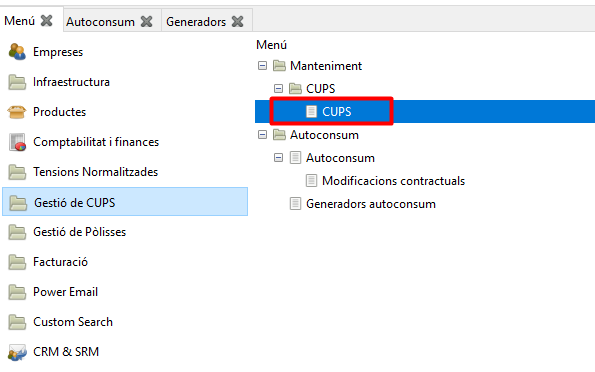 Menú
Autoconsum
Generadors
Empreses
Infraestructura
Productes
Comptabilitat i finances
Tensions Normalitzades
Gestió de CUPS
Gestió de Pòlisses
Facturació
Power Email
Custom Search
CRM & SRM
Menú
Manteniment
CUPS
CUPS
Autoconsum
Autoconsum
Modificacions contractuals
Generadors autoconsum